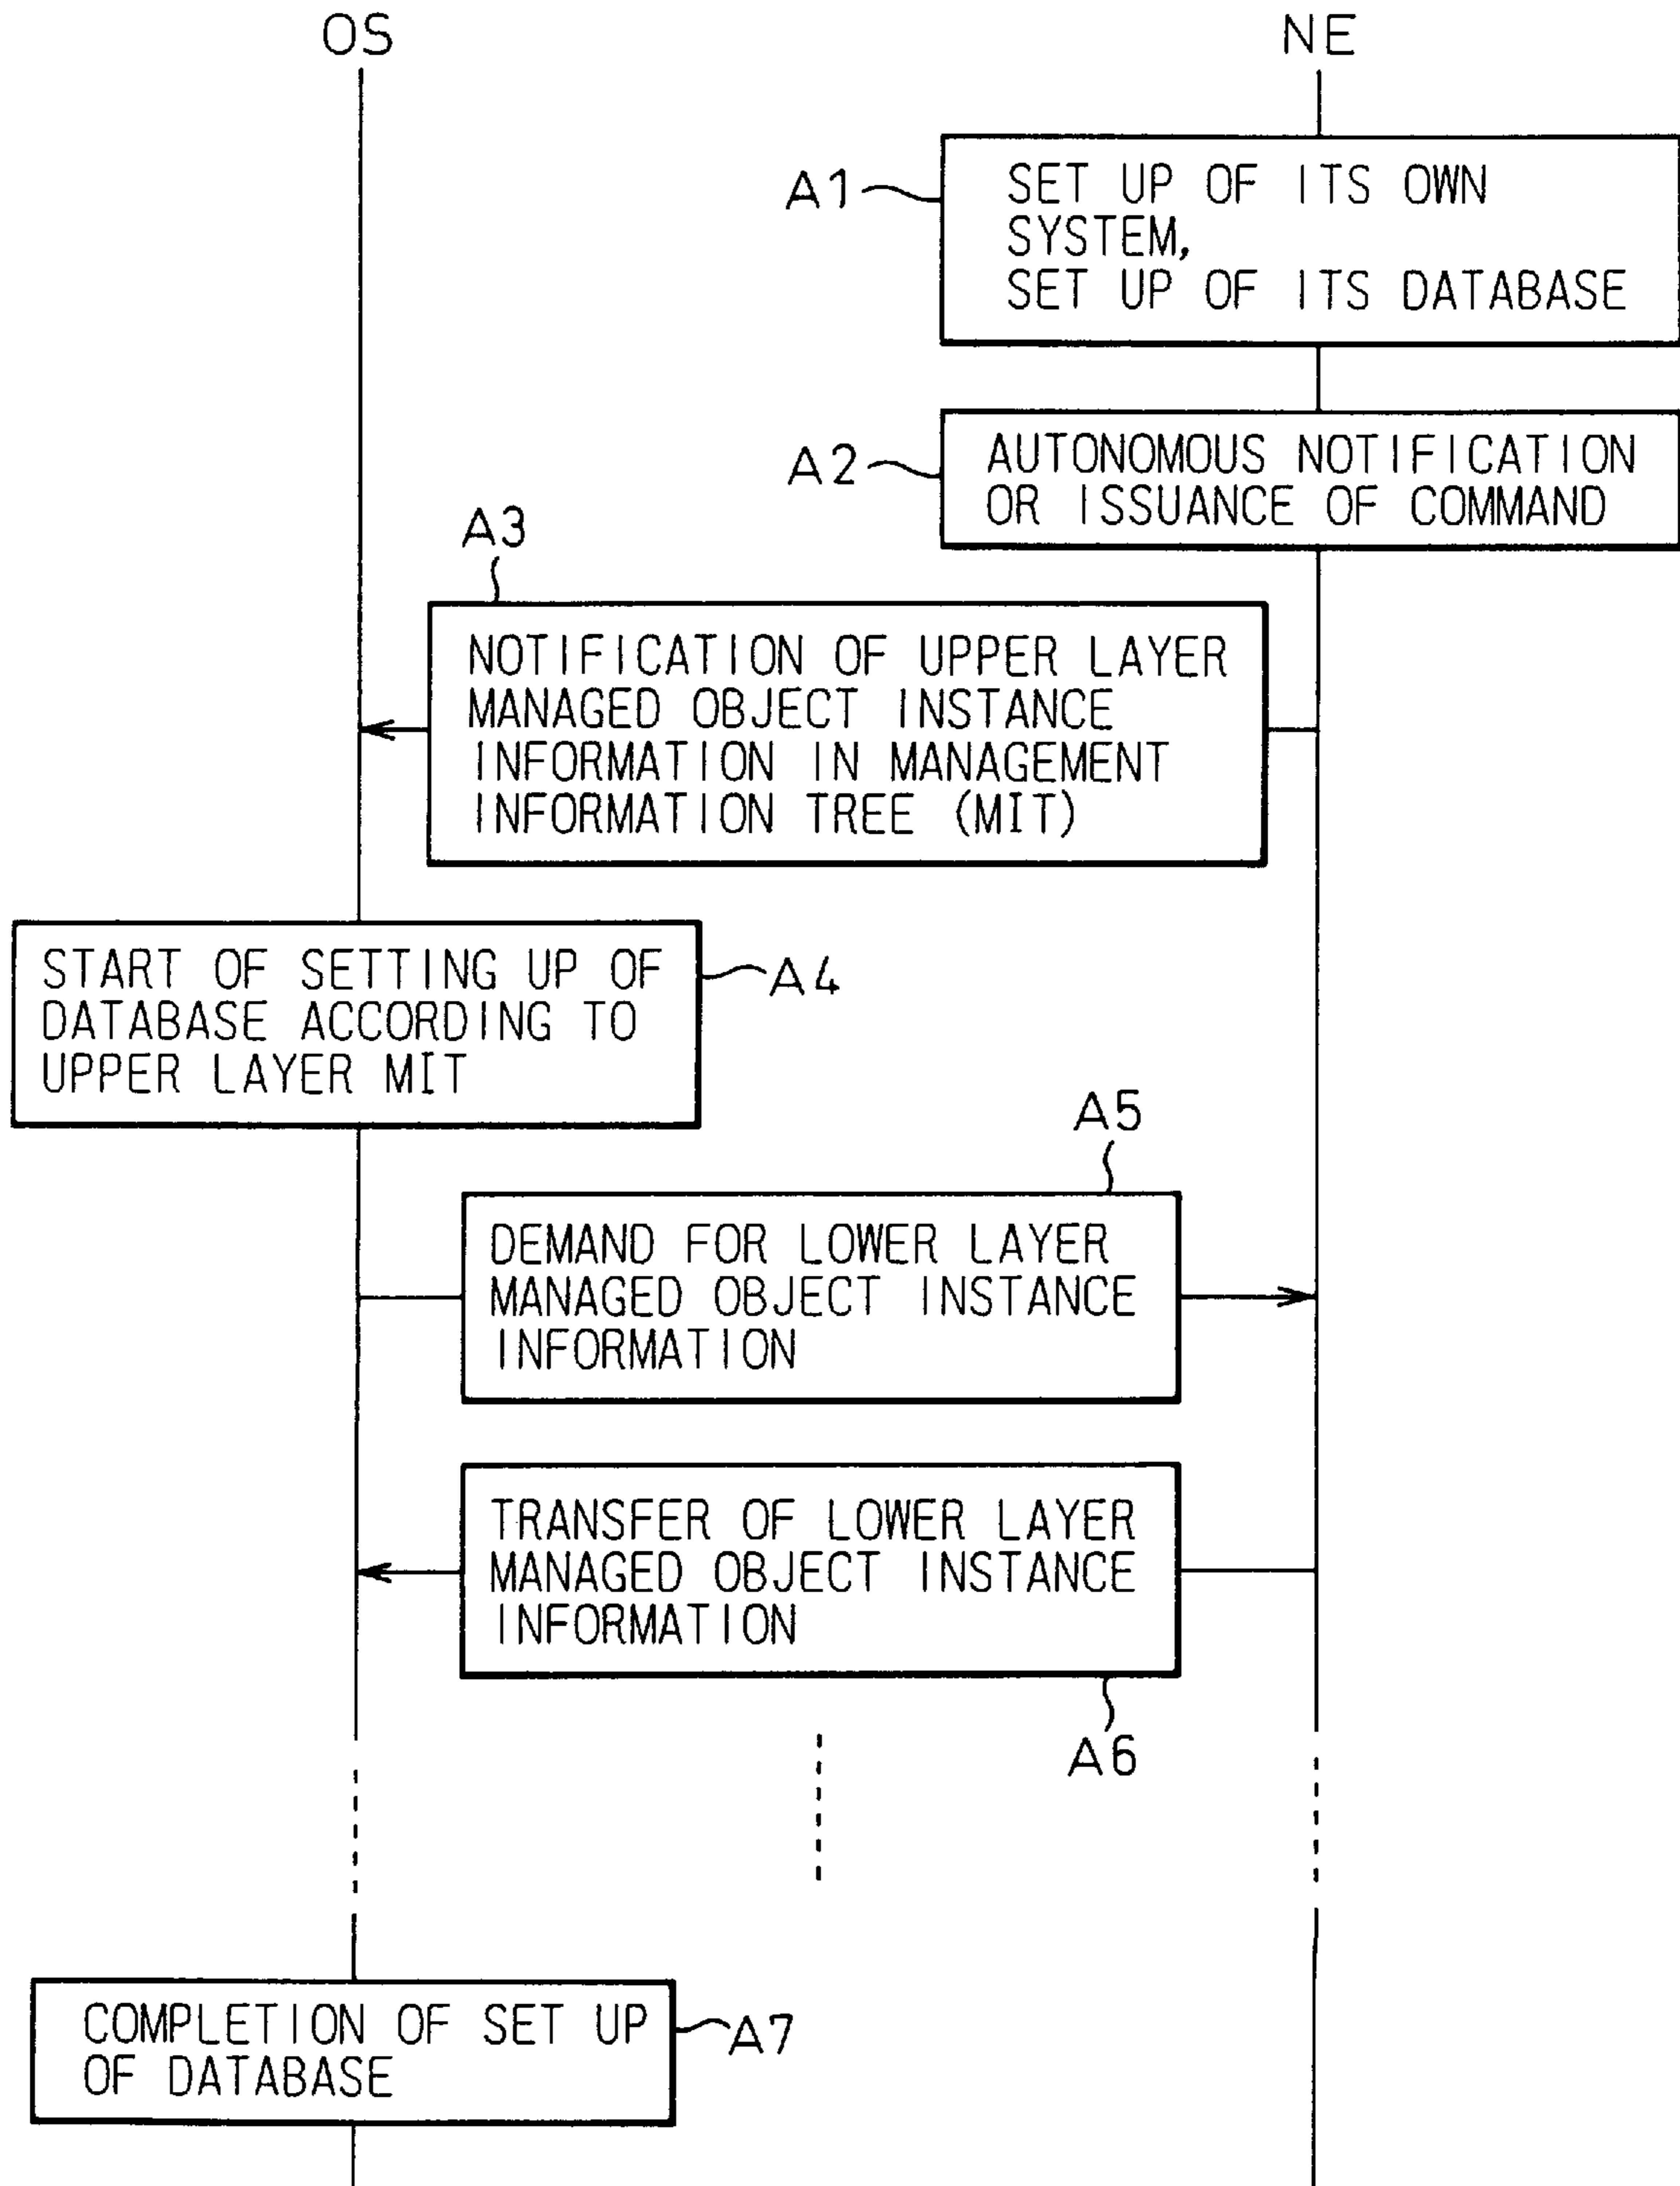 OS
NE
A1
SET UP OF ITS OWN
SYSTEM,
SET UP OF ITS DATABASE
A2
AUTONOMOUS NOTIFICATION
OR ISSUANCE OF COMMAND
A3
NOTIFICATION OF UPPER LAYER
MANAGED OBJECT INSTANCE
INFORMATION IN MANAGEMENT
INFORMATION TREE (MIT)
START OF SETTING UP OF
DATABASE ACCORDING TO
UPPER LAYER MIT
A4
A5
DEMAND FOR LOWER LAYER
MANAGED OBJECT INSTANCE
INFORMATION
TRANSFER OF LOWER LAYER
MANAGED OBJECT INSTANCE
INFORMATION
A6
COMPLETION OF SET UP
OF DATABASE
A7